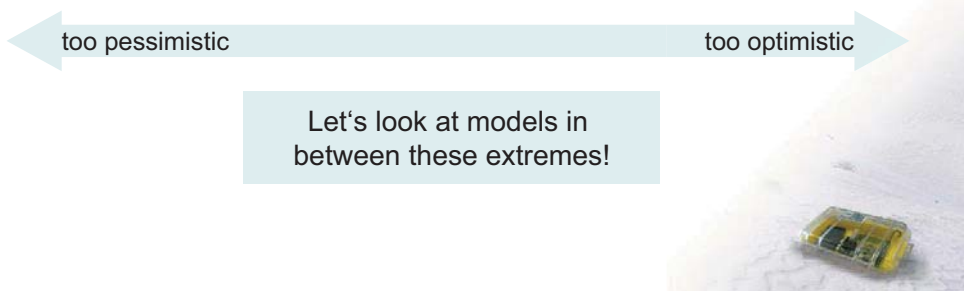 too pessimistic
too optimistic
Let‘s look at models in
between these extremes!